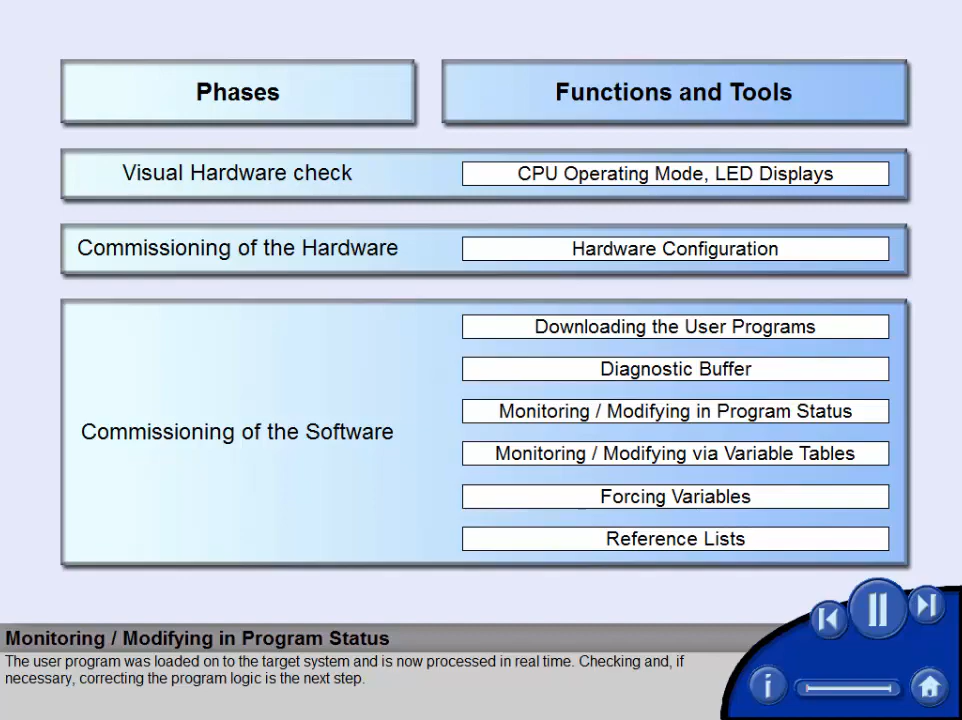 Phases
Functions and Tools
Visual Hardware check
CPU Operating Mode, LED Displays
Commissioning of the Hardware
Hardware Configuration
Commissioning of the Software
Downloading the User Programs
Diagnostic Buffer
Monitoring / Modifying in Program Status
Monitoring / Modifying via Variable Tables
Forcing Variables
Reference Lists
Monitoring / Modifying in Program Status
The user program was loaded on to the target system and is now processed in real time. Checking and, if
necessary, correcting the program logic is the next step.
i